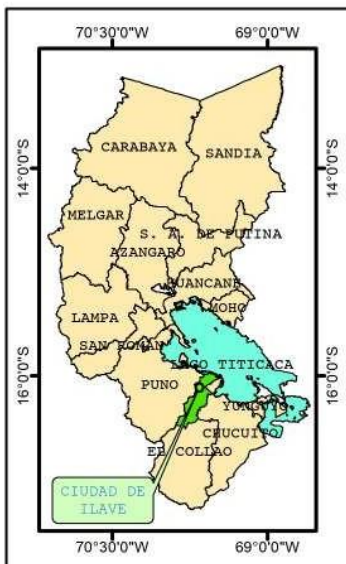 70°30'0"W 69°0'0"W
14°0'0"S
14°0'0"S
CARABAYA
SANDIA
MELGAR
S. A. DE PUTINA
AZANGARO
HUANCANE
MOHO
LAMPA
SAN ROMAN
LAGO TITICACA
16°0'0"S
16°0'0"S
PUNO
YUNGUYO
CHUCUITO
EL COLLAO
CIUDAD DE
ILAVE
70°30'0"W 69°0'0"W